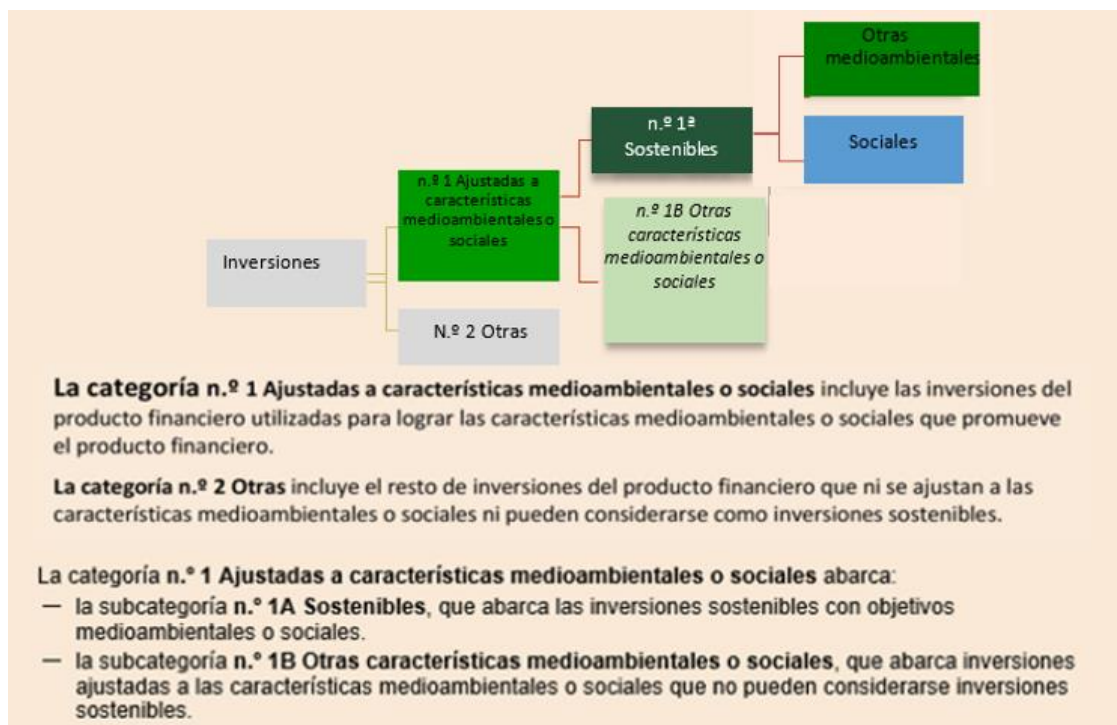 Otras
medioambientales
n.º 1ª
Sostenibles
Sociales
n.º 1 Ajustadas a
características
medioambientales o
sociales
n.º 1B Otras
características
medioambientales o
sociales
Inversiones
N.º 2 Otras
La categoría n.º 1 Ajustadas a características medioambientales o sociales incluye las inversiones del
producto financiero utilizadas para lograr las características medioambientales o sociales que promueve
el producto financiero.
La categoría n.º 2 Otras incluye el resto de inversiones del producto financiero que ni se ajustan a las
características medioambientales o sociales ni pueden considerarse como inversiones sostenibles.
La categoría n.º 1 Ajustadas a características medioambientales o sociales abarca:
— la subcategoría n.º 1A Sostenibles, que abarca las inversiones sostenibles con objetivos
medioambientales o sociales.
— la subcategoría n.º 1B Otras características medioambientales o sociales, que abarca inversiones
ajustadas a las características medioambientales o sociales que no pueden considerarse inversiones
sostenibles.